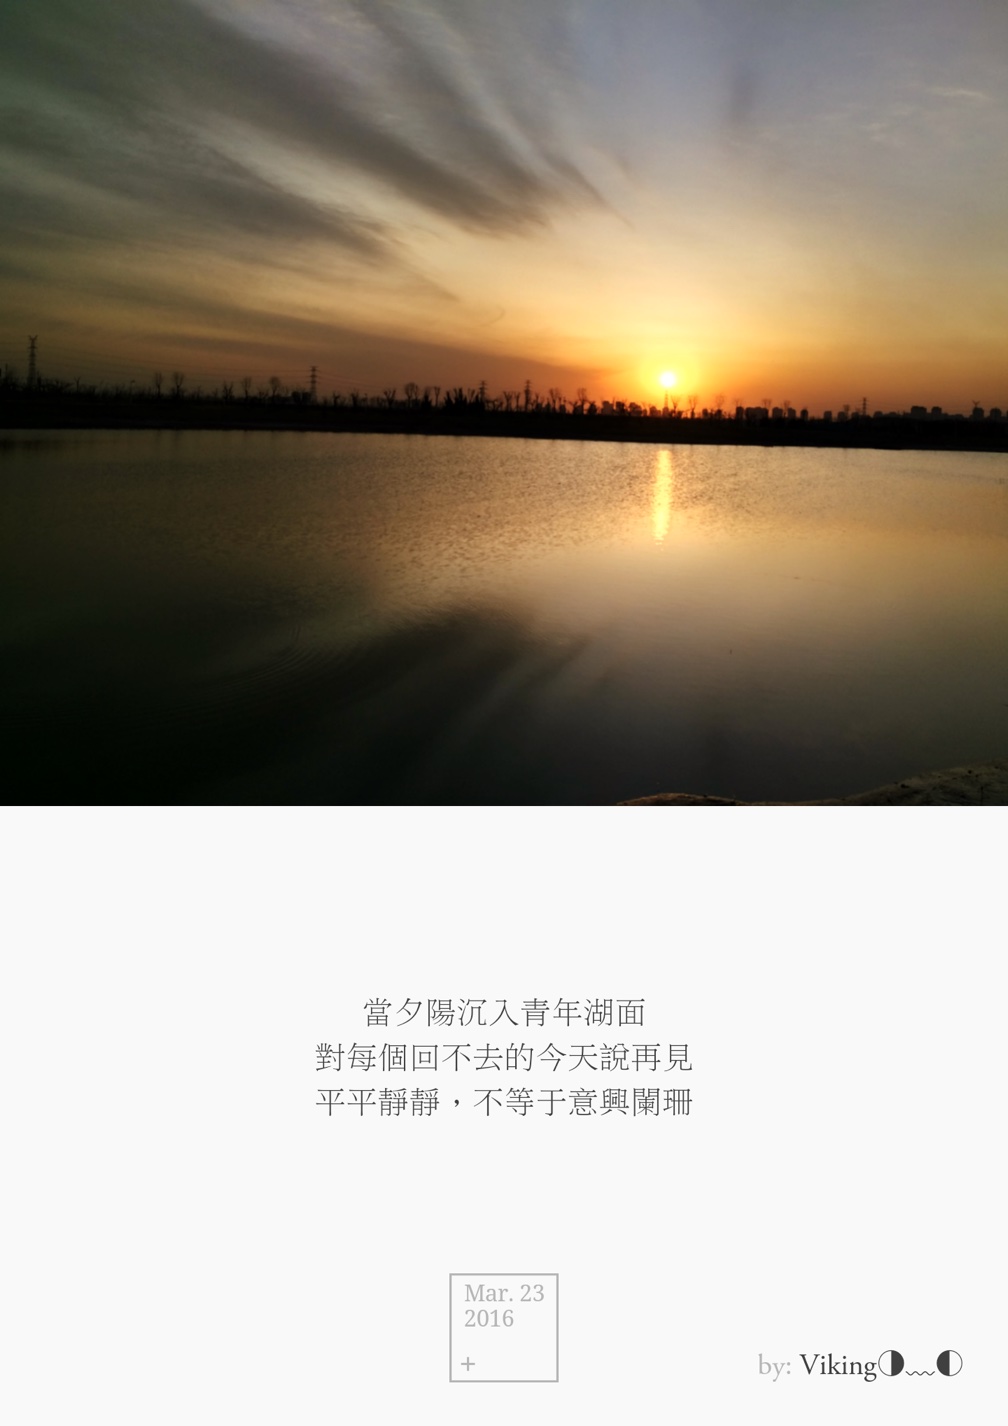 當夕陽沉入青年湖面
對每個回不去的今天說再見
平平靜靜，不等于意興闌珊
Mar. 23
2016
+
by: Viking◑﹏◐